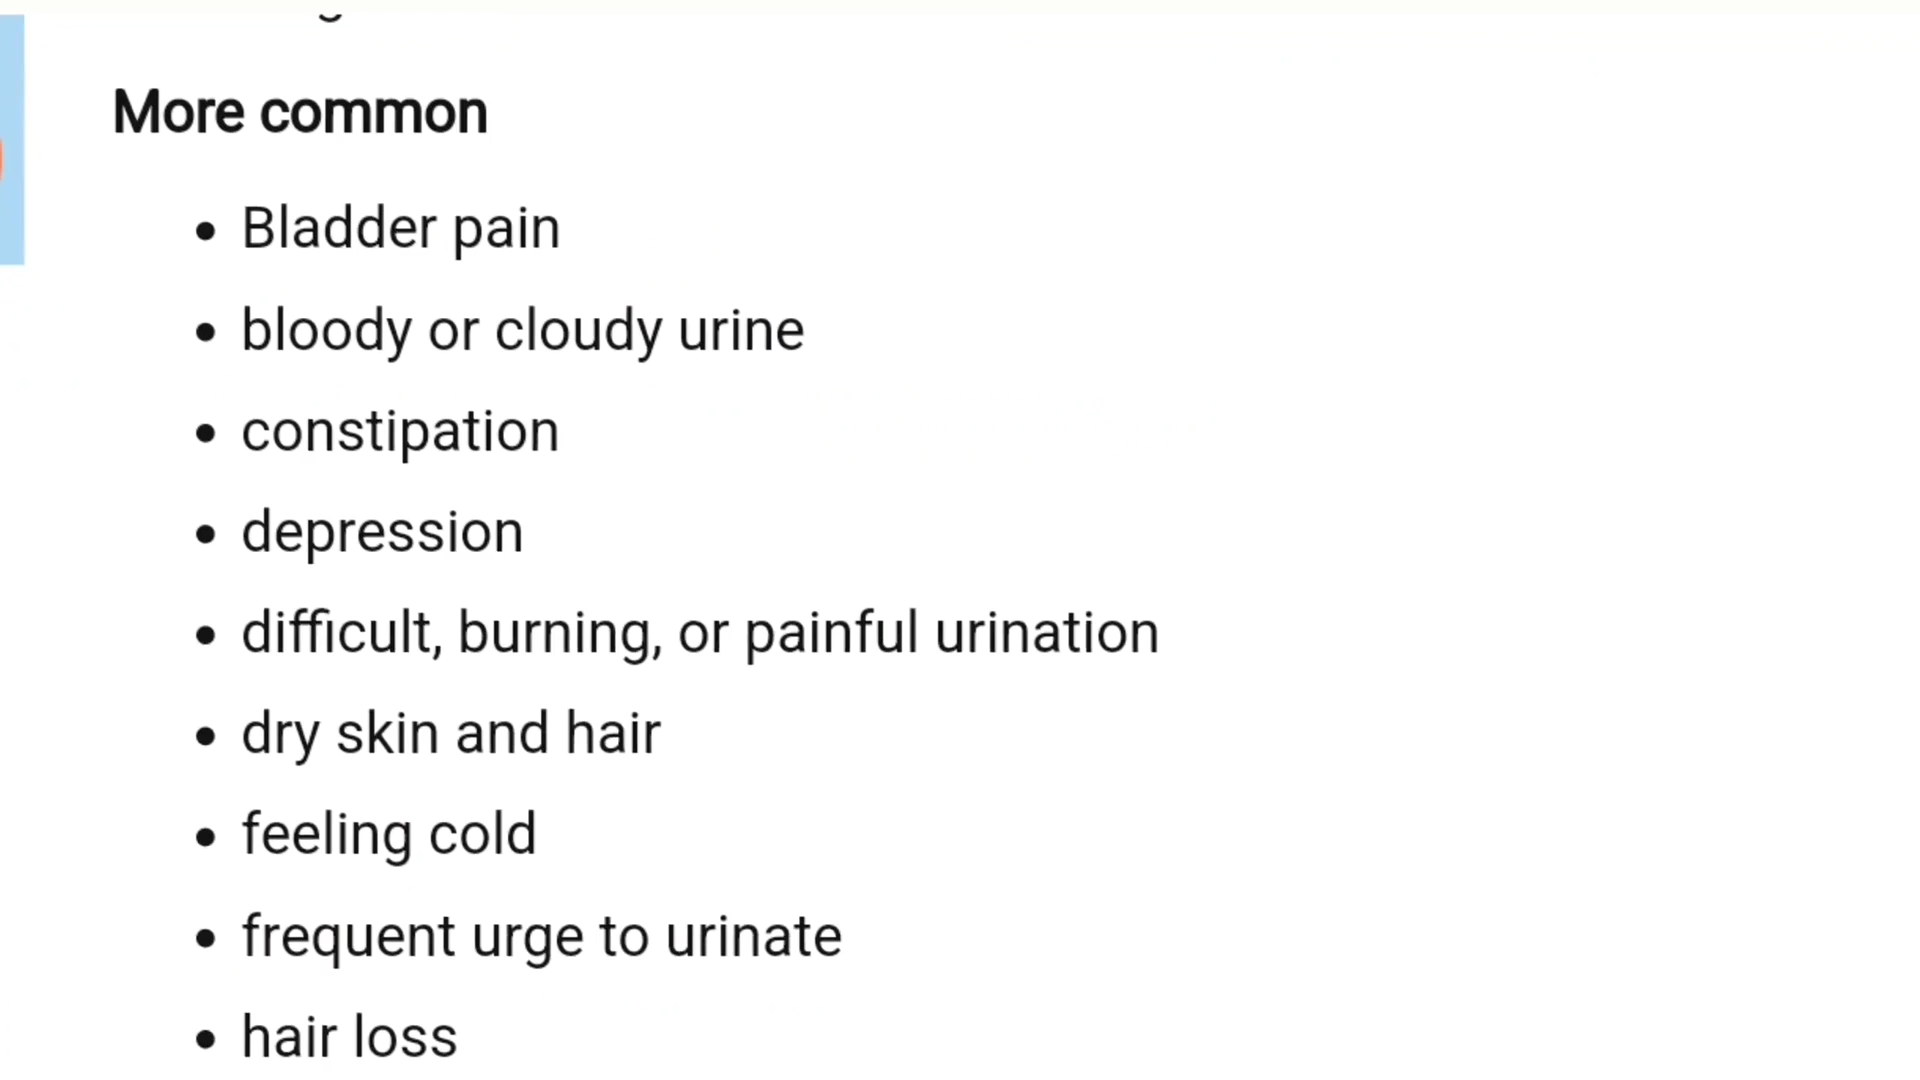 More common
• Bladder pain
• bloody or cloudy urine
• constipation
• depression
• difficult, burning, or painful urination
• dry skin and hair
• feeling cold
• frequent urge to urinate
• hair loss